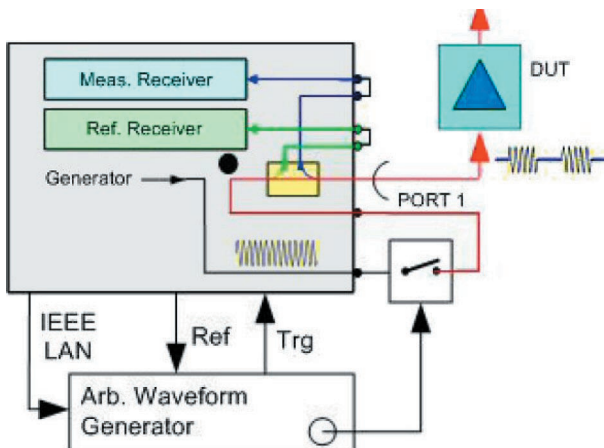 Meas. Receiver
DUT
Ref. Receiver
Generator
PORT 1
IEEE
LAN
Ref
Trg
Arb. Waveform
Generator